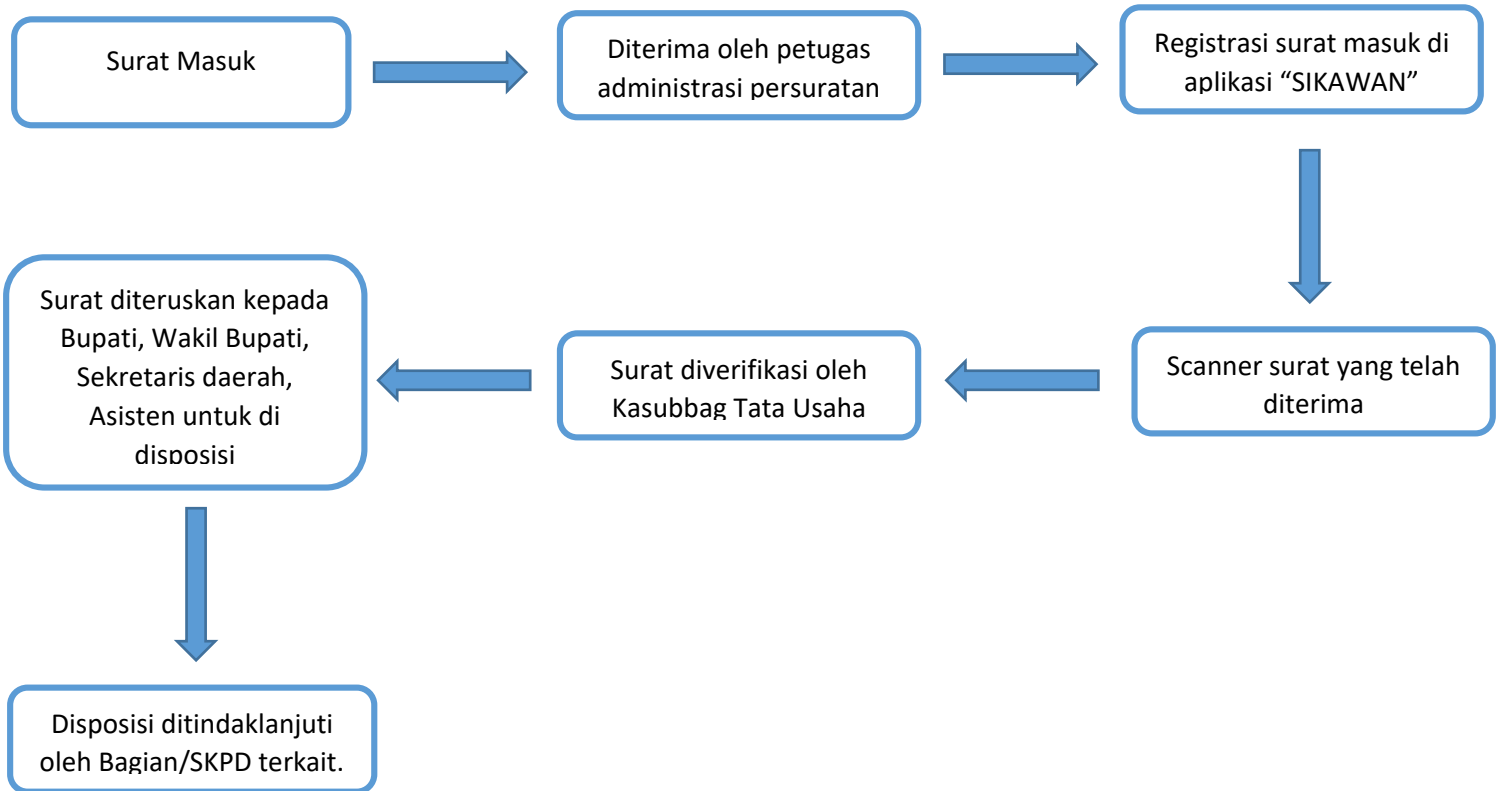 Surat Masuk
Diterima oleh petugas
administrasi persuratan
Registrasi surat masuk di
aplikasi “SIKAWAN”
Scanner surat yang telah
diterima
Surat diverifikasi oleh
Kasubbag Tata Usaha
Surat diteruskan kepada
Bupati, Wakil Bupati,
Sekretaris daerah,
Asisten untuk di
disposisi
Disposisi ditindaklanjuti
oleh Bagian/SKPD terkait.